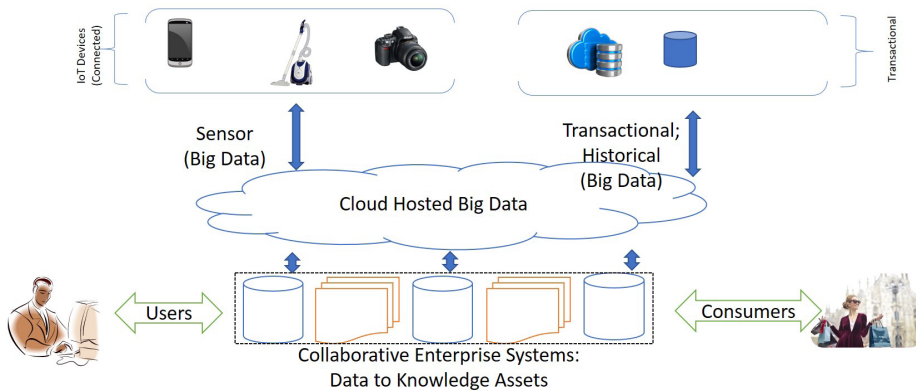 IoT Devices
(Connected)
Transactional
Sensor
(Big Data)
Transactional;
Historical
(Big Data)
Cloud Hosted Big Data
Users
Consumers
Collaborative Enterprise Systems:
Data to Knowledge Assets